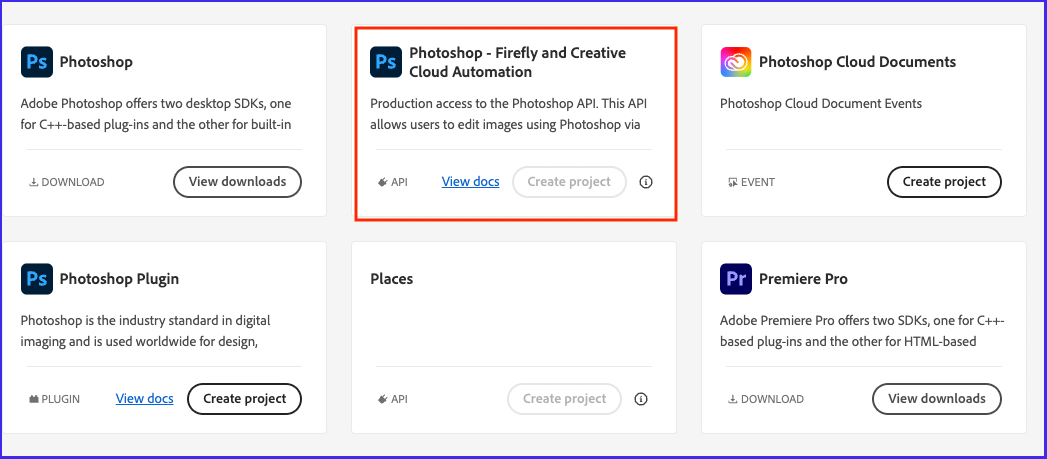 Ps Photoshop
Adobe Photoshop offers two desktop SDKs, one
for C++-based plug-ins and the other for built-in
DOWNLOAD View downloads
Ps Photoshop - Firefly and Creative
Cloud Automation
Production access to the Photoshop API. This API
allows users to edit images using Photoshop via
API View docs Create project
Photoshop Cloud Documents
Photoshop Cloud Document Events
EVENT Create project
Ps Photoshop Plugin
Photoshop is the industry standard in digital
imaging and is used worldwide for design,
PLUGIN View docs Create project
Places
API Create project
Pr Premiere Pro
Adobe Premiere Pro offers two SDKs, one for C++-
based plug-ins and the other for HTML-based
DOWNLOAD View downloads